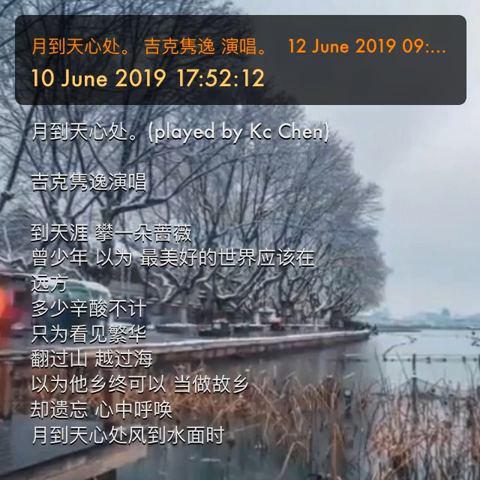 月到天心处。 吉克隽逸 演唱。 12 June 2019 09:...
10 June 2019 17:52:12
月到天心处。(played by Kc Chen)
吉克隽逸演唱
到天涯 攀一朵蔷薇
曾少年 以为 最美好的世界应该在
远方
多少辛酸不计
只为看见繁华
翻过山 越过海
以为他乡终可以 当做故乡
却遗忘 心中呼唤
月到天心处风到水面时